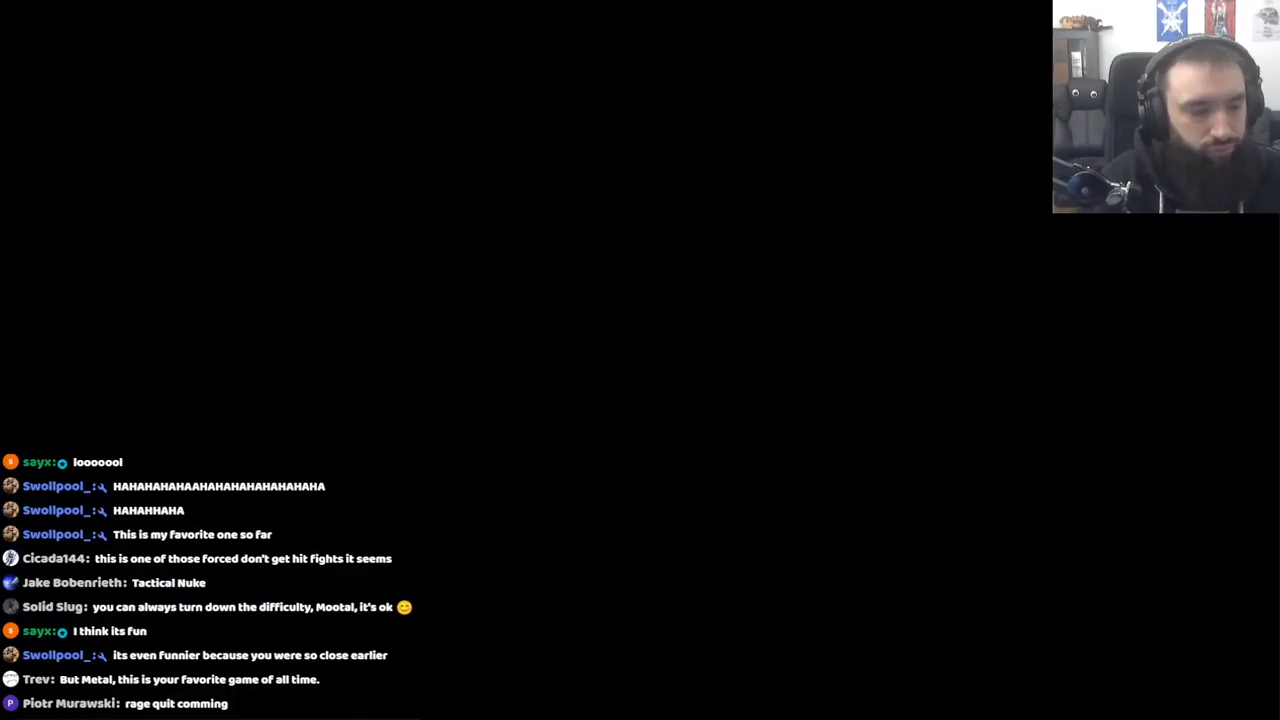 sayx: looooool
Swollpool_: HAHAHAHAHAAHAHAHAHAHAHAHAHA
Swollpool_: HAHAHHAHA
Swollpool_: This is my favorite one so far
Cicada144: this is one of those forced don't get hit fights it seems
Jake Bobenrieth: Tactical Nuke
Solid Slug: you can always turn down the difficulty, Mootal, it's ok 😊
sayx: I think its fun
Swollpool_: its even funnier because you were so close earlier
Trev: But Metal, this is your favorite game of all time.
P Piotr Murawski: rage quit comming